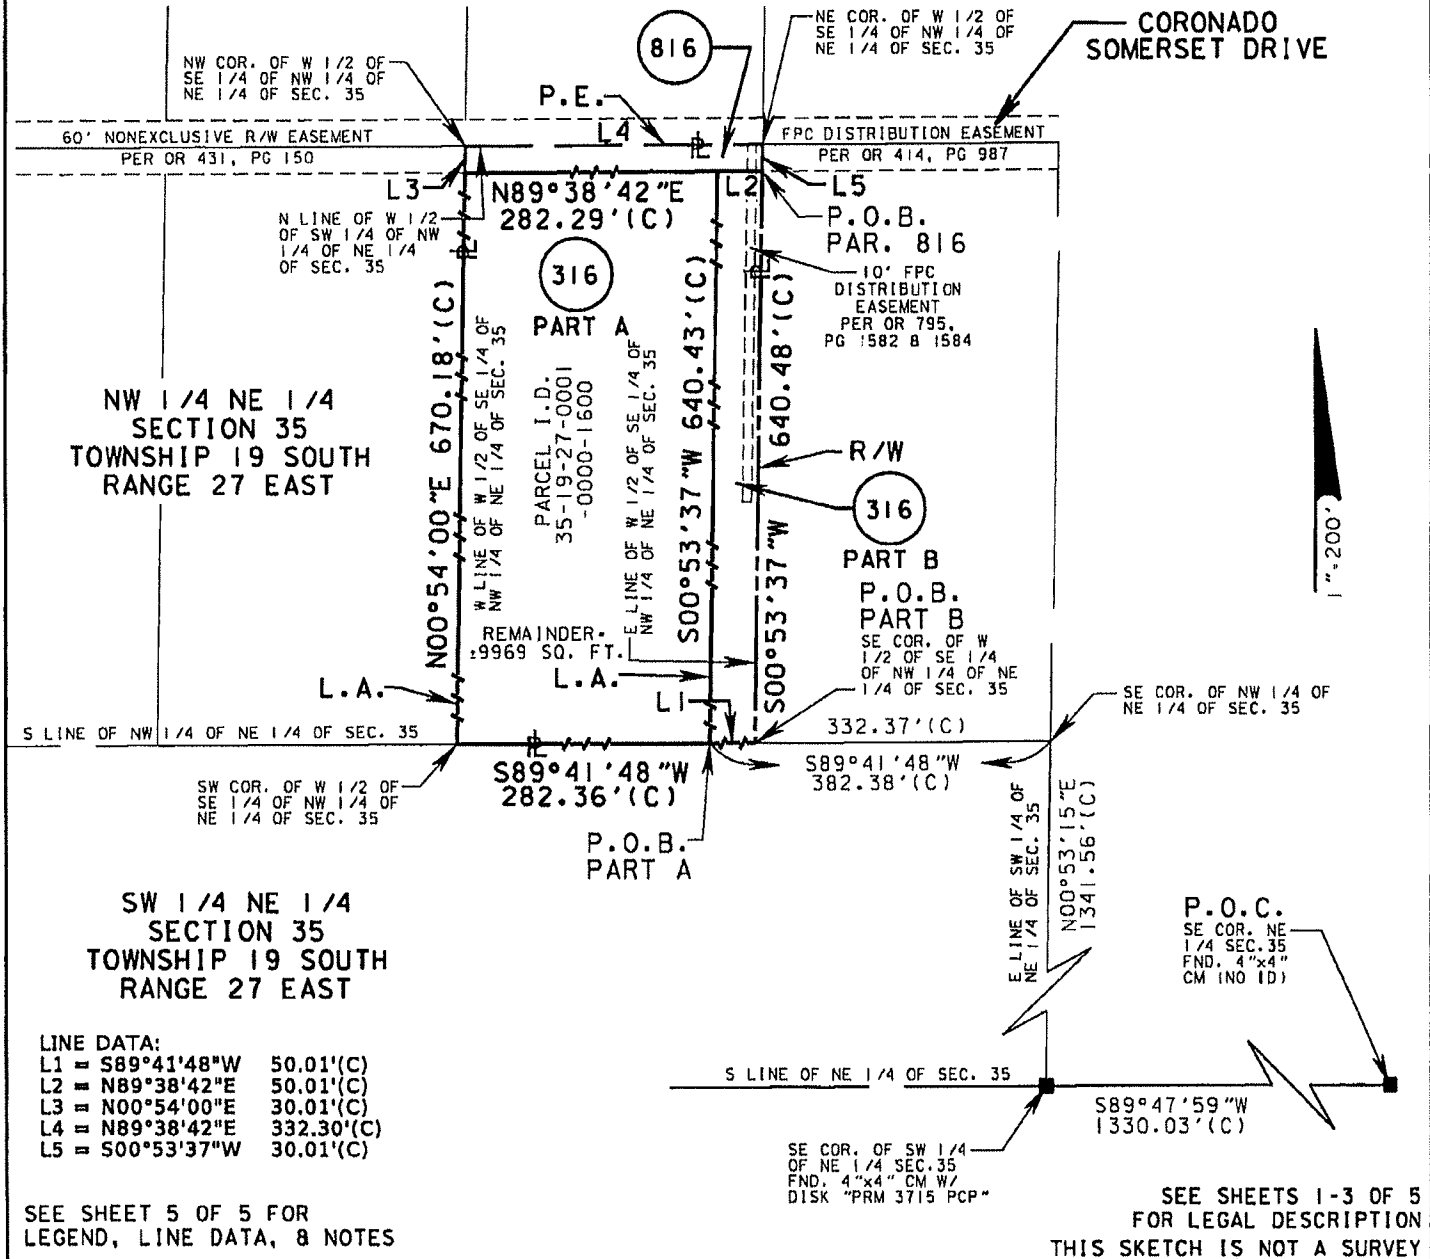 NE COR. OF W 1/2 OF
SE 1/4 OF NW 1/4 OF
NE 1/4 OF SEC. 35
CORONADO
SOMERSET DRIVE
816
NW COR. OF W 1/2 OF
SE 1/4 OF NW 1/4 OF
NE 1/4 OF SEC. 35
P.E.
60' NONEXCLUSIVE R/W EASEMENT
PER OR 431, PG 150
L4
FPC DISTRIBUTION EASEMENT
PER OR 414, PG 987
L3
N89°38'42"E
282.29'(C)
L2
L5
P.O.B.
PAR. 816
N LINE OF W 1/2
OF SW 1/4 OF NW
1/4 OF NE 1/4
OF SEC. 35
316
PART A
10' FPC
DISTRIBUTION
EASEMENT
PER OR 795,
PG 1582 & 1584
N00°54'00"E 670.18'(C)
W LINE OF W 1/2 OF SE 1/4 OF
NW 1/4 OF NE 1/4 OF SEC. 35
PARCEL I.D.
35-19-27-0001
-0000-1600
E LINE OF W 1/2 OF SE 1/4 OF
NW 1/4 OF NE 1/4 OF SEC. 35
S00°53'37"W 640.43'(C)
S00°53'37"W 640.48'(C)
NW 1/4 NE 1/4
SECTION 35
TOWNSHIP 19 SOUTH
RANGE 27 EAST
R/W
316
PART B
P.O.B.
PART B
SE COR. OF W
1/2 OF SE 1/4
OF NW 1/4 OF NE
1/4 OF SEC. 35
1"=200'
REMAINDER=
±9969 SQ. FT.
L.A.
L.A.
L1
SE COR. OF NW 1/4 OF
NE 1/4 OF SEC. 35
S LINE OF NW 1/4 OF NE 1/4 OF SEC. 35
332.37'(C)
S89°41'48"W
382.38'(C)
S89°41'48"W
282.36'(C)
SW COR. OF W 1/2 OF
SE 1/4 OF NW 1/4 OF
NE 1/4 OF SEC. 35
P.O.B.
PART A
E LINE OF SW 1/4 OF
NE 1/4 OF SEC. 35
N00°53'15"E
1341.56'(C)
SW 1/4 NE 1/4
SECTION 35
TOWNSHIP 19 SOUTH
RANGE 27 EAST
P.O.C.
SE COR. NE
1/4 SEC.35
FND. 4"x4"
CM (NO ID)
LINE DATA:
L1 = S89°41'48"W 50.01'(C)
L2 = N89°38'42"E 50.01'(C)
L3 = N00°54'00"E 30.01'(C)
L4 = N89°38'42"E 332.30'(C)
L5 = S00°53'37"W 30.01'(C)
S LINE OF NE 1/4 OF SEC. 35
S89°47'59"W
1330.03'(C)
SE COR. OF SW 1/4
OF NE 1/4 SEC.35
FND. 4"x4" CM W/
DISK "PRM 3715 PCP"
SEE SHEET 5 OF 5 FOR
LEGEND, LINE DATA, & NOTES
SEE SHEETS 1-3 OF 5
FOR LEGAL DESCRIPTION
THIS SKETCH IS NOT A SURVEY